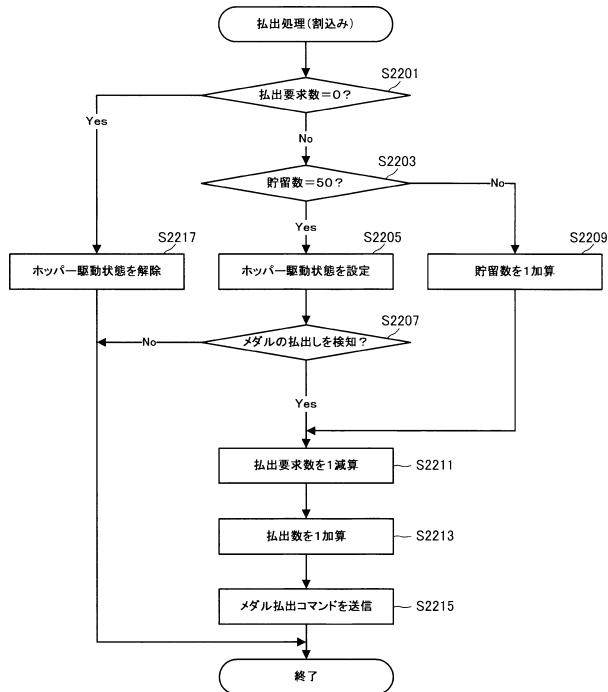 払出処理(割込み)
S2201
払出要求数＝0？
Yes
No
S2203
貯留数＝50？
No
Yes
S2217
S2205
S2209
ホッパー駆動状態を解除
ホッパー駆動状態を設定
貯留数を1加算
S2207
メダルの払出しを検知？
No
Yes
払出要求数を1減算
S2211
払出数を1加算
S2213
メダル払出コマンドを送信
S2215
終了